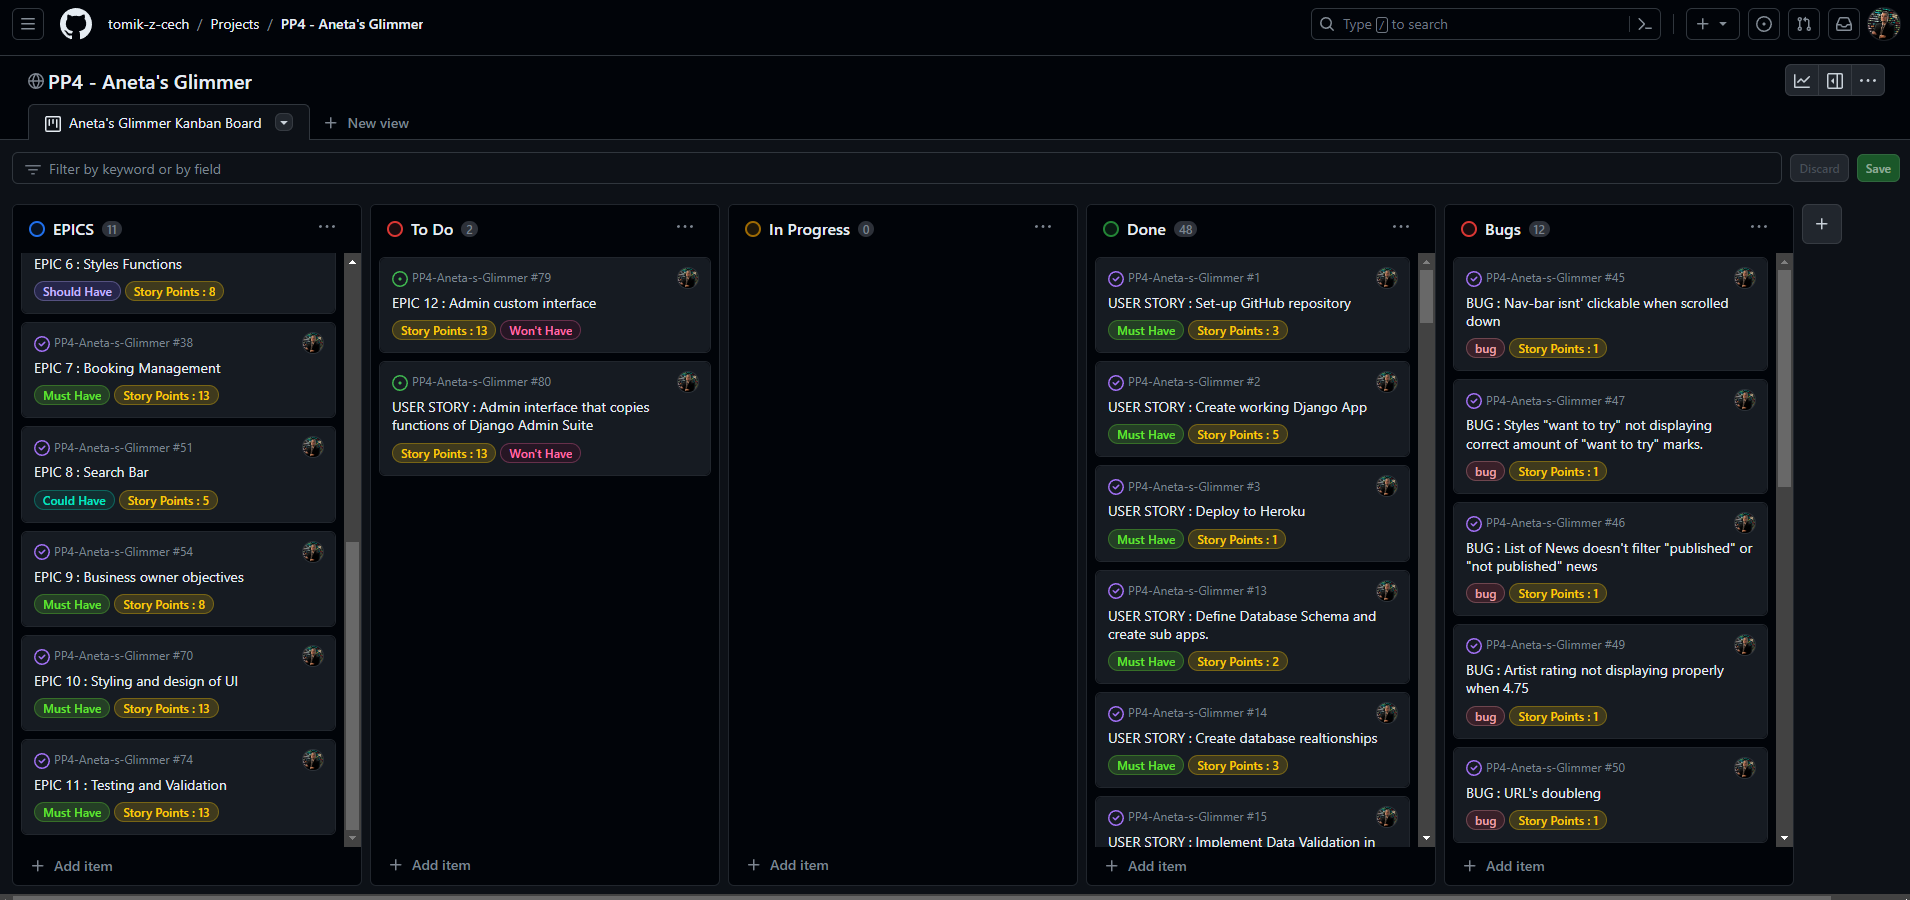 tomik-z-cech / Projects / PP4 - Aneta's Glimmer
Type / to search
PP4 - Aneta's Glimmer
Aneta's Glimmer Kanban Board
New view
Filter by keyword or by field
Discard
Save
EPICS 11
EPIC 6 : Styles Functions
Should Have Story Points : 8
PP4-Aneta-s-Glimmer #38
EPIC 7 : Booking Management
Must Have Story Points : 13
PP4-Aneta-s-Glimmer #51
EPIC 8 : Search Bar
Could Have Story Points : 5
PP4-Aneta-s-Glimmer #54
EPIC 9 : Business owner objectives
Must Have Story Points : 8
PP4-Aneta-s-Glimmer #70
EPIC 10 : Styling and design of UI
Must Have Story Points : 13
PP4-Aneta-s-Glimmer #74
EPIC 11 : Testing and Validation
Must Have Story Points : 13
Add item
To Do 2
PP4-Aneta-s-Glimmer #79
EPIC 12 : Admin custom interface
Story Points : 13 Won't Have
PP4-Aneta-s-Glimmer #80
USER STORY : Admin interface that copies
functions of Django Admin Suite
Story Points : 13 Won't Have
Add item
In Progress 0
Add item
Done 48
PP4-Aneta-s-Glimmer #1
USER STORY : Set-up GitHub repository
Must Have Story Points : 3
PP4-Aneta-s-Glimmer #2
USER STORY : Create working Django App
Must Have Story Points : 5
PP4-Aneta-s-Glimmer #3
USER STORY : Deploy to Heroku
Must Have Story Points : 1
PP4-Aneta-s-Glimmer #13
USER STORY : Define Database Schema and
create sub apps.
Must Have Story Points : 2
PP4-Aneta-s-Glimmer #14
USER STORY : Create database realtionships
Must Have Story Points : 3
PP4-Aneta-s-Glimmer #15
USER STORY : Implement Data Validation in
Add item
Bugs 12
PP4-Aneta-s-Glimmer #45
BUG : Nav-bar isnt' clickable when scrolled
down
bug Story Points : 1
PP4-Aneta-s-Glimmer #47
BUG : Styles "want to try" not displaying
correct amount of "want to try" marks.
bug Story Points : 1
PP4-Aneta-s-Glimmer #46
BUG : List of News doesn't filter "published" or
"not published" news
bug Story Points : 1
PP4-Aneta-s-Glimmer #49
BUG : Artist rating not displaying properly
when 4.75
bug Story Points : 1
PP4-Aneta-s-Glimmer #50
BUG : URL's doubleng
bug Story Points : 1
Add item